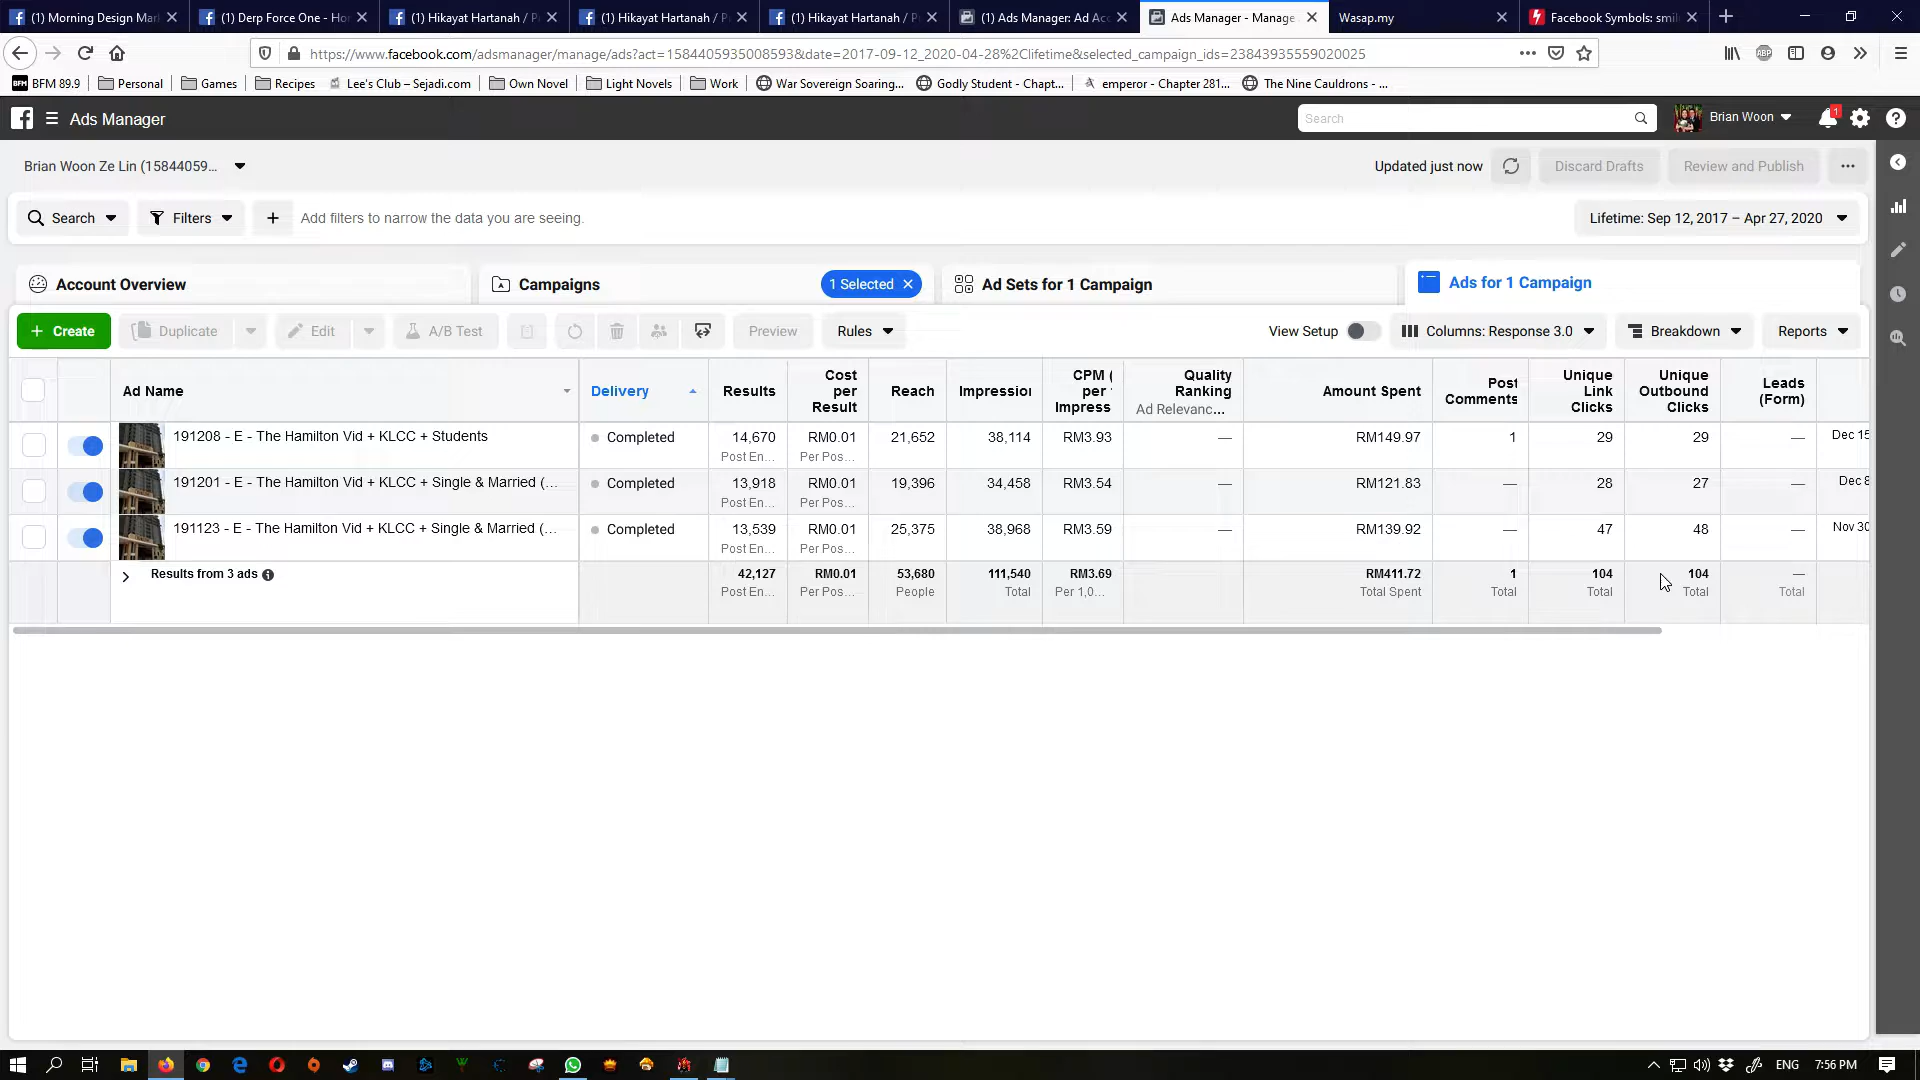 (1) Morning Design Mar
(1) Derp Force One - Ho
(1) Hikayat Hartanah / P
(1) Hikayat Hartanah / P
(1) Hikayat Hartanah / P
(1) Ads Manager: Ad Acc
Ads Manager - Manage
Wasap.my
Facebook Symbols: smil
https://www.facebook.com/adsmanager/manage/ads?act=1584405935008593&date=2017-09-12_2020-04-28%2Clifetime&selected_campaign_ids=23843935559020025
ABP
BFM BFM 89.9
Personal
Games
Recipes
Lee's Club – Sejadi.com
Own Novel
Light Novels
Work
War Sovereign Soaring...
Godly Student - Chapt...
emperor - Chapter 281...
The Nine Cauldrons - ...
Ads Manager
Search
Brian Woon
1
Brian Woon Ze Lin (15844059...
Updated just now
Discard Drafts
Review and Publish
Search
Filters
Add filters to narrow the data you are seeing.
Lifetime: Sep 12, 2017 – Apr 27, 2020
Account Overview
Campaigns
1 Selected
Ad Sets for 1 Campaign
Ads for 1 Campaign
+ Create
Duplicate
Edit
A/B Test
Preview
Rules
View Setup
Columns: Response 3.0
Breakdown
Reports
Ad Name
Delivery
Results
Cost per Result
Reach
Impression
CPM ( per Impress
Quality Ranking
Ad Relevanc...
Amount Spent
Post Comments
Unique Link Clicks
Unique Outbound Clicks
Leads (Form)
191208 - E - The Hamilton Vid + KLCC + Students
Completed
14,670
Post En...
RM0.01
Per Pos...
21,652
38,114
RM3.93
—
RM149.97
1
29
29
—
Dec 15
191201 - E - The Hamilton Vid + KLCC + Single & Married (...
Completed
13,918
Post En...
RM0.01
Per Pos...
19,396
34,458
RM3.54
—
RM121.83
—
28
27
—
Dec 8
191123 - E - The Hamilton Vid + KLCC + Single & Married (...
Completed
13,539
Post En...
RM0.01
Per Pos...
25,375
38,968
RM3.59
—
RM139.92
—
47
48
—
Nov 30
Results from 3 ads
42,127
Post En...
RM0.01
Per Pos...
53,680
People
111,540
Total
RM3.69
Per 1,0...
RM411.72
Total Spent
1
Total
104
Total
104
Total
—
Total
ENG
7:56 PM